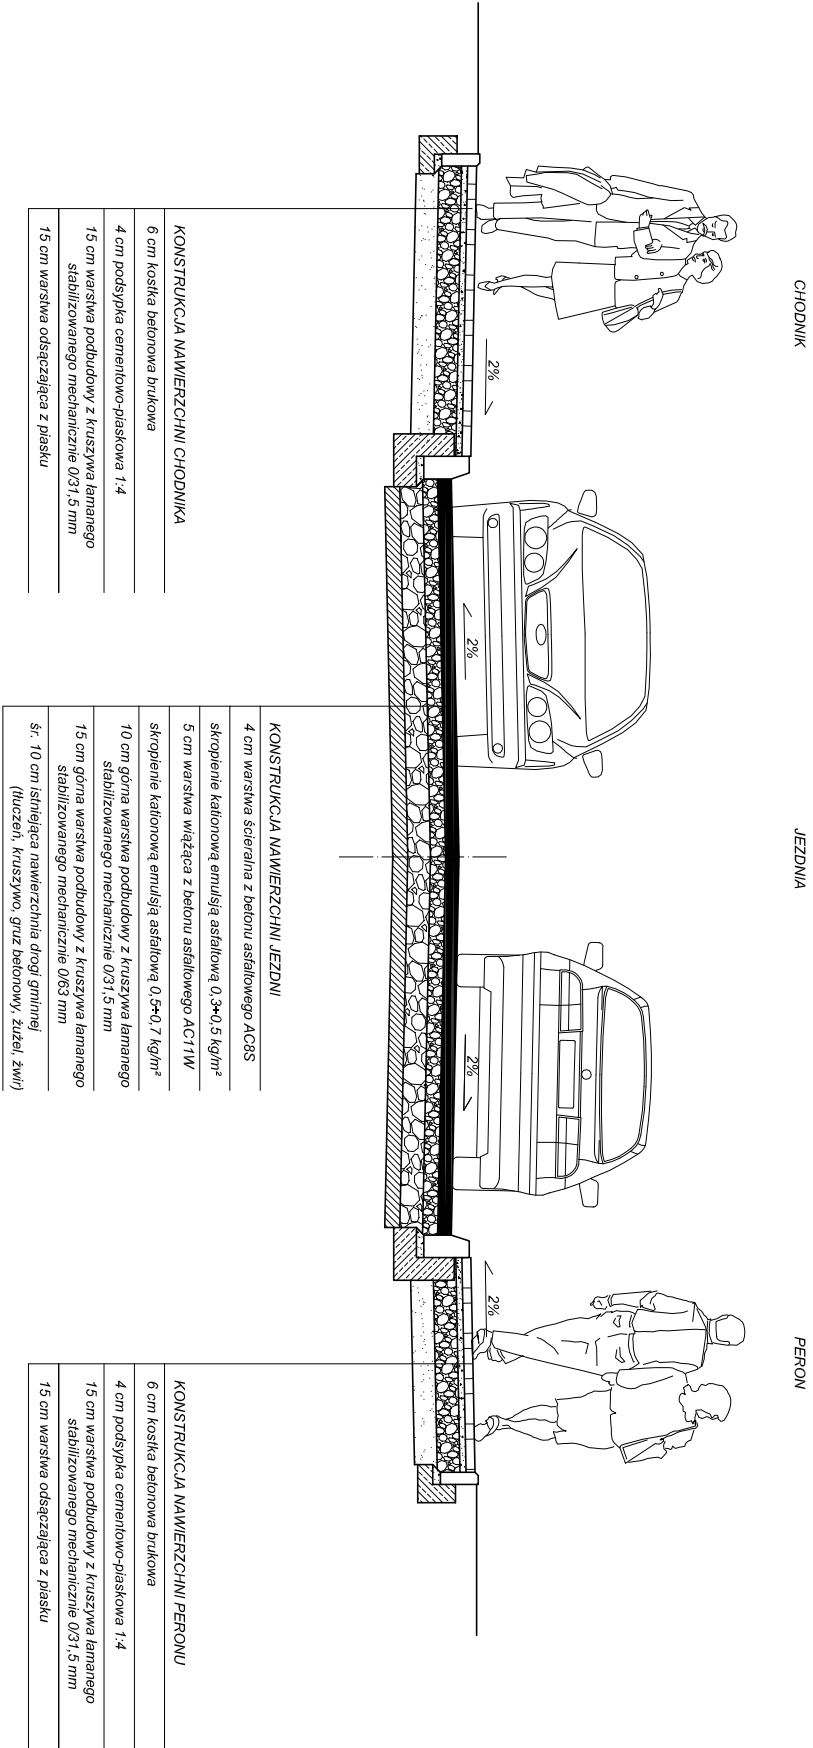 CHODNIK
JEZDNIA
PERON
2%
2%
2%
2%
KONSTRUKCJA NAWIERZCHNI CHODNIKA
6 cm kostka betonowa brukowa
4 cm podsypka cementowo-piaskowa 1:4
15 cm warstwa podbudowy z kruszywa łamanego
stabilizowanego mechanicznie 0/31,5 mm
15 cm warstwa odsączająca z piasku
KONSTRUKCJA NAWIERZCHNI JEZDNI
4 cm warstwa ścieralna z betonu asfaltowego AC8S
skropienie kationową emulsją asfaltową 0,3÷0,5 kg/m²
5 cm warstwa wiążąca z betonu asfaltowego AC11W
skropienie kationową emulsją asfaltową 0,5÷0,7 kg/m²
10 cm górna warstwa podbudowy z kruszywa łamanego
stabilizowanego mechanicznie 0/31,5 mm
15 cm górna warstwa podbudowy z kruszywa łamanego
stabilizowanego mechanicznie 0/63 mm
śr. 10 cm istniejąca nawierzchnia drogi gminnej
(tłuczeń, kruszywo, gruz betonowy, żużel, żwir)
KONSTRUKCJA NAWIERZCHNI PERONU
6 cm kostka betonowa brukowa
4 cm podsypka cementowo-piaskowa 1:4
15 cm warstwa podbudowy z kruszywa łamanego
stabilizowanego mechanicznie 0/31,5 mm
15 cm warstwa odsączająca z piasku